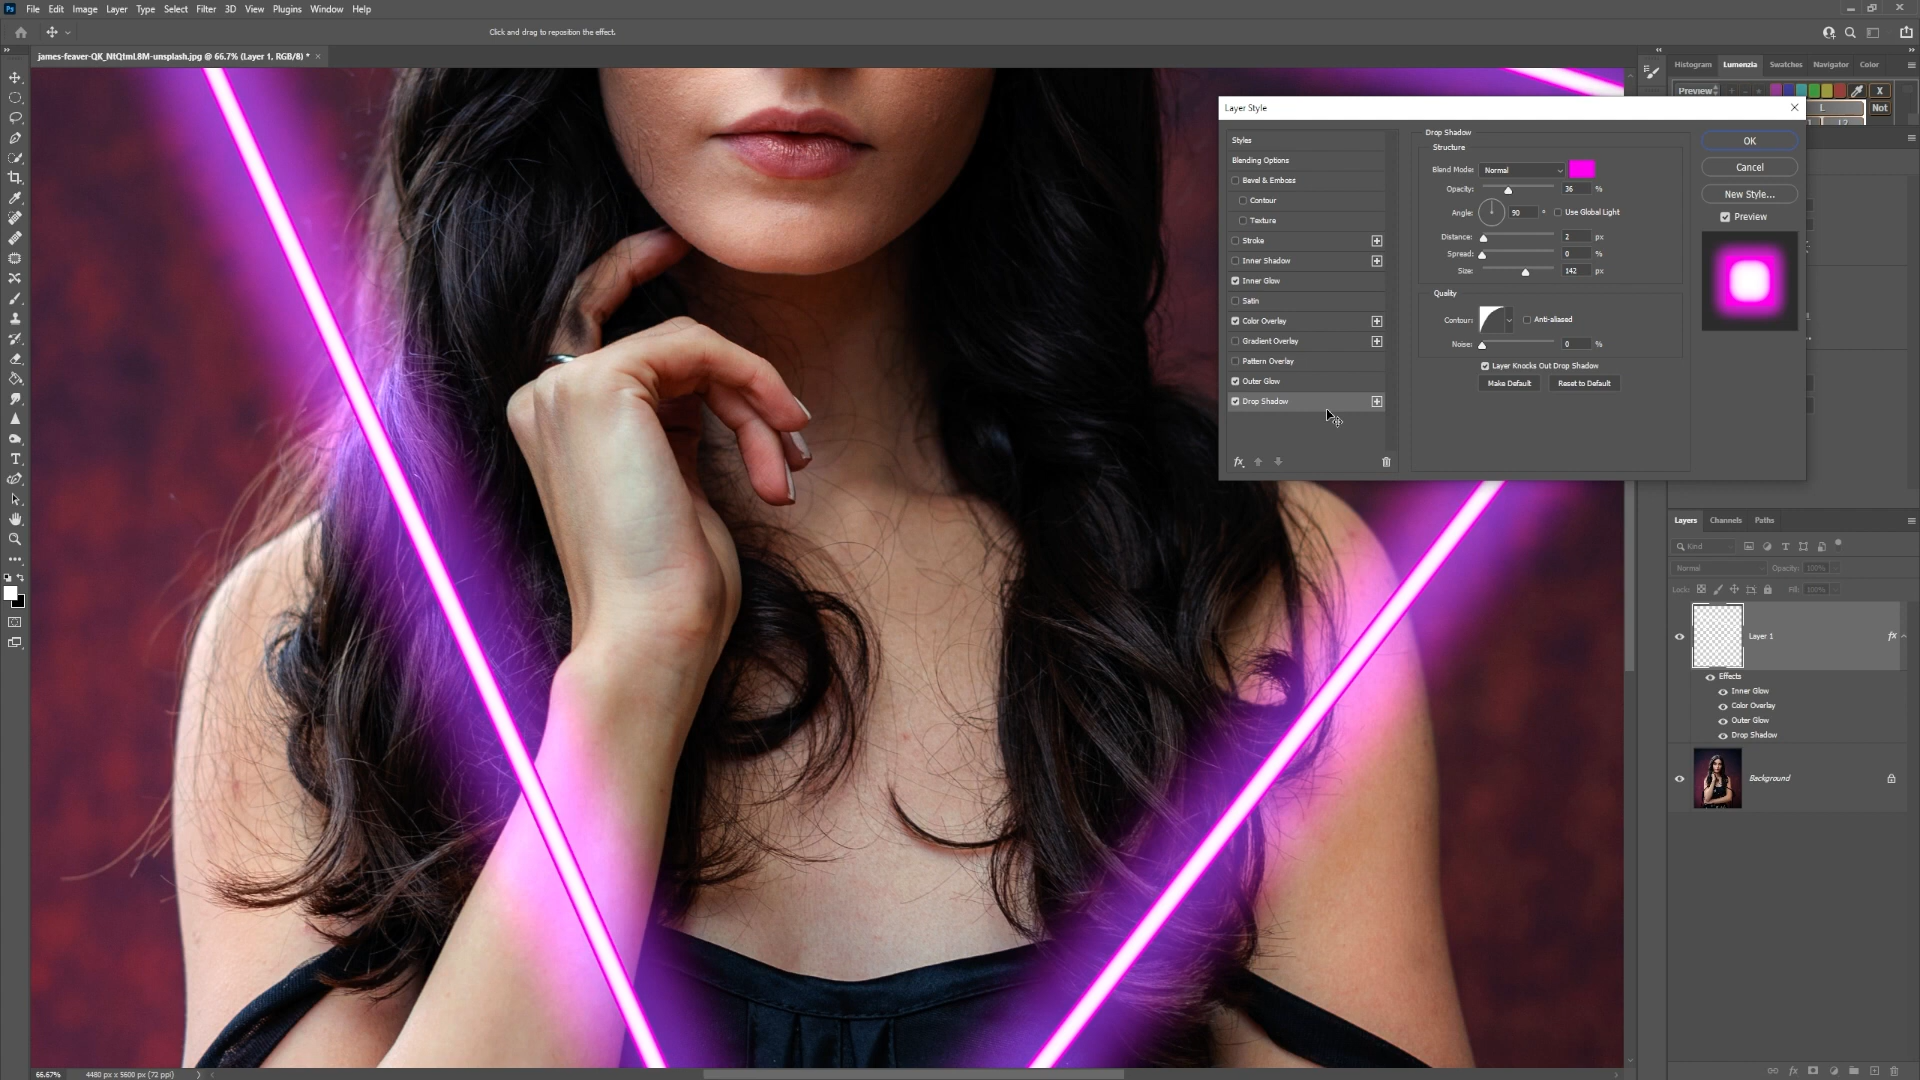 Ps File Edit Image Layer Type Select Filter 3D View Plugins Window Help
Click and drag to reposition the effect.
james-feaver-QK_NtQtmL8M-unsplash.jpg @ 66.7% (Layer 1, RGB/8) *
Histogram Lumenzia Swatches Navigator Color
Preview X
L Not
Layer Style
Styles
Blending Options
Bevel & Emboss
Contour
Texture
Stroke
Inner Shadow
Inner Glow
Satin
Color Overlay
Gradient Overlay
Pattern Overlay
Outer Glow
Drop Shadow
fx
Drop Shadow
Structure
Blend Mode: Normal
Opacity: 36 %
Angle: 90 ° Use Global Light
Distance: 2 px
Spread: 0 %
Size: 142 px
Quality
Contour: Anti-aliased
Noise: 0 %
Layer Knocks Out Drop Shadow
Make Default Reset to Default
OK
Cancel
New Style...
Preview
Layers Channels Paths
Kind
Normal Opacity: 100%
Lock: Fill: 100%
Layer 1 fx
Effects
Inner Glow
Color Overlay
Outer Glow
Drop Shadow
Background
66.67% 4480 px x 5600 px (72 ppi)
fx